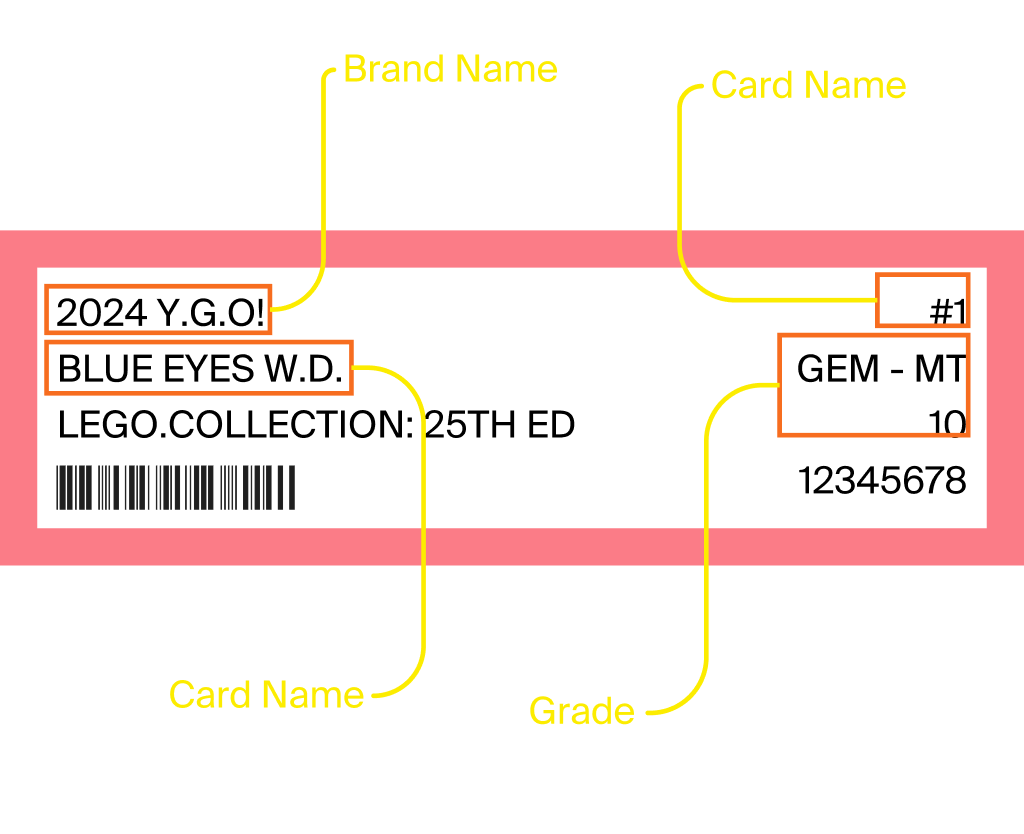 Brand Name
Card Name
2024 Y.G.O!
#1
BLUE EYES W.D.
GEM - MT
LEGO.COLLECTION: 25TH ED
10
12345678
Card Name
Grade